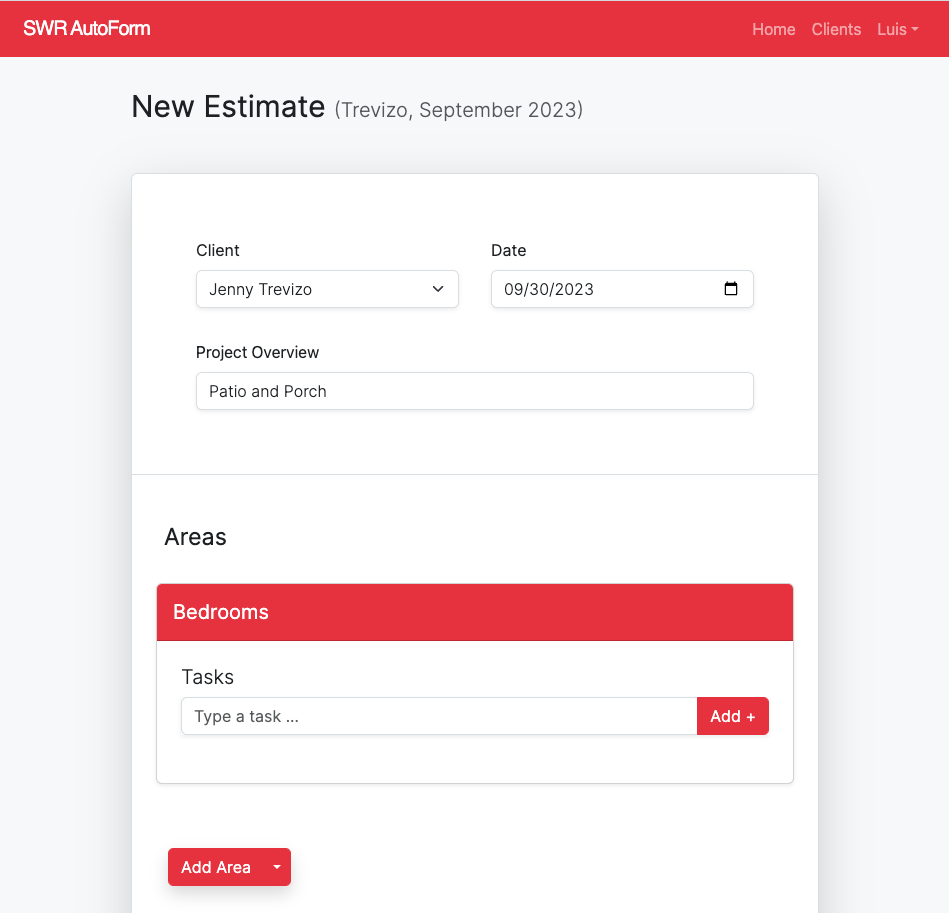 SWR AutoForm Home Clients Luis
New Estimate (Trevizo, September 2023)
Client Date
Jenny Trevizo 09/30/2023
Project Overview
Patio and Porch
Areas
Bedrooms
Tasks
Type a task ... Add +
Add Area